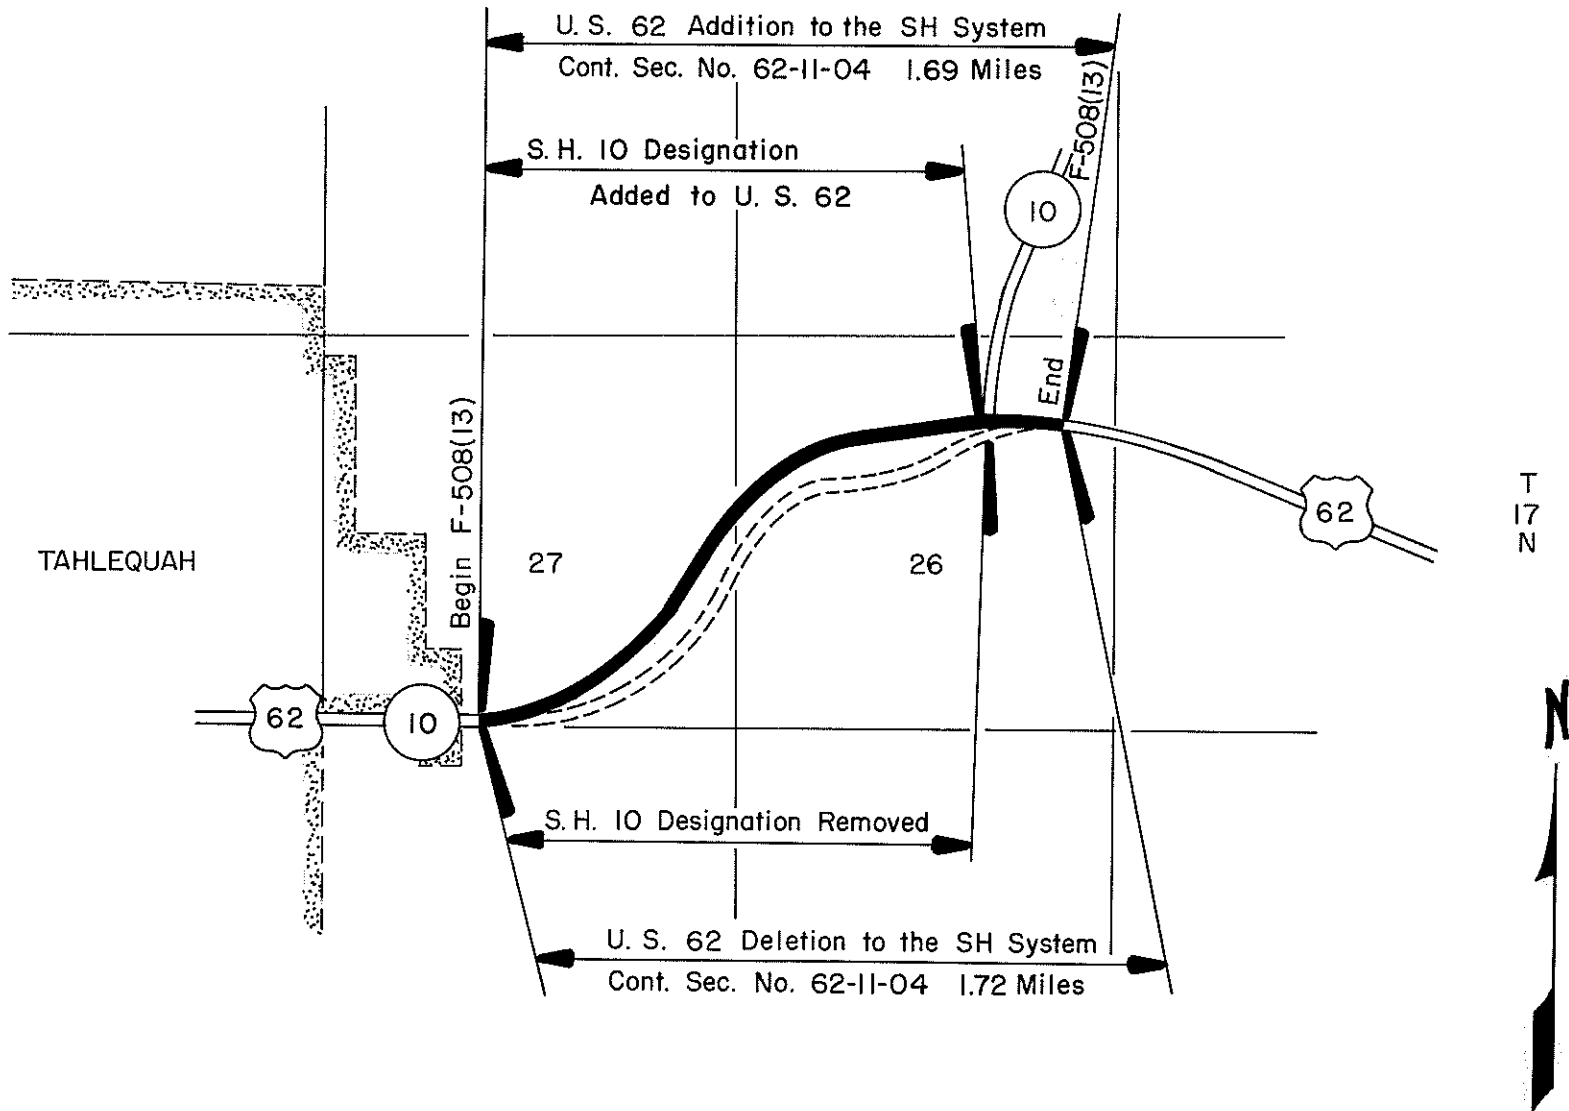 U. S. 62 Addition to the SH System
Cont. Sec. No. 62-11-04 1.69 Miles
S. H. 10 Designation
Added to U. S. 62
F-508(13)
10
End
Begin F-508(13)
62
T
17
N
TAHLEQUAH
27
26
62
10
N
S. H. 10 Designation Removed
U. S. 62 Deletion to the SH System
Cont. Sec. No. 62-11-04 1.72 Miles